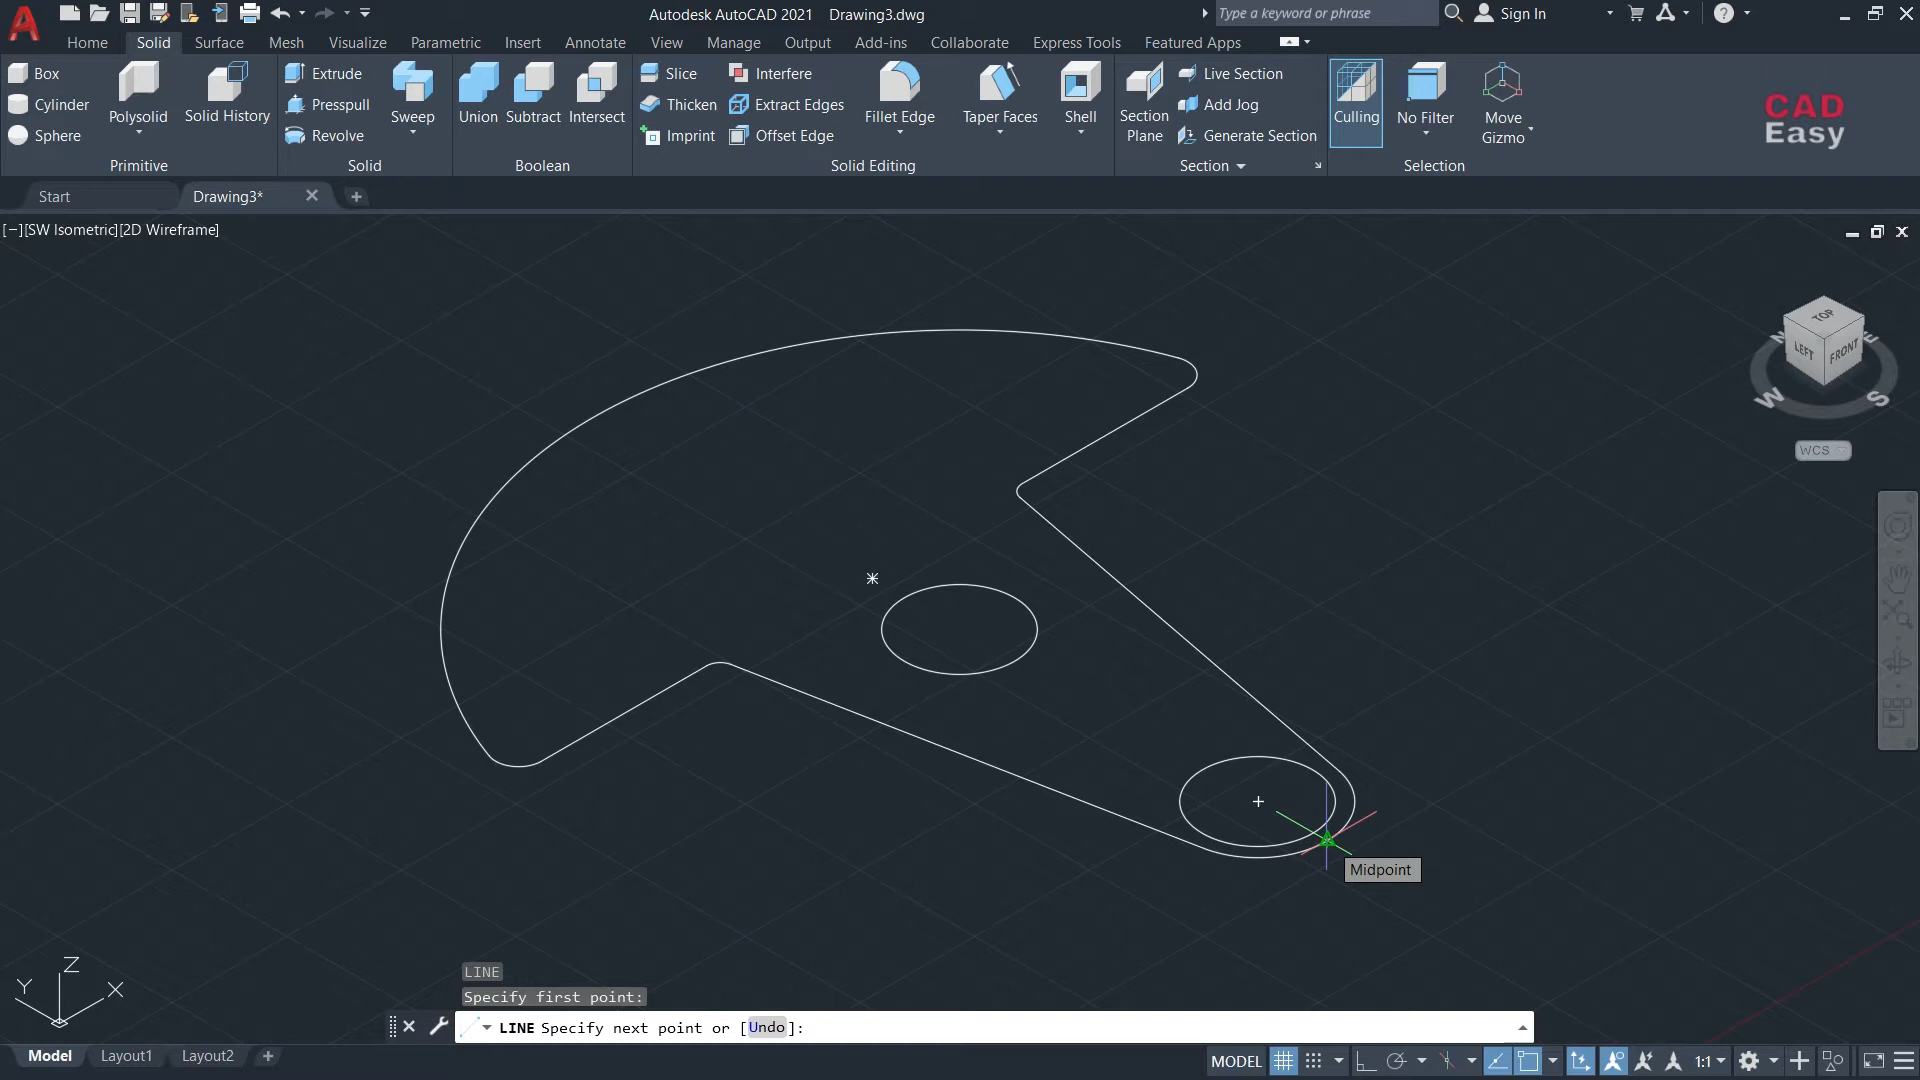 Autodesk AutoCAD 2021 Drawing3.dwg
Type a keyword or phrase
Sign In
Home Solid Surface Mesh Visualize Parametric Insert Annotate View Manage Output Add-ins Collaborate Express Tools Featured Apps
Box
Cylinder
Sphere
Polysolid
Solid History
Primitive
Extrude
Presspull
Revolve
Sweep
Solid
Union Subtract Intersect
Boolean
Slice
Thicken
Imprint
Interfere
Extract Edges
Offset Edge
Fillet Edge
Taper Faces
Shell
Solid Editing
Section
Plane
Live Section
Add Jog
Generate Section
Section
Culling
No Filter
Move
Gizmo
Selection
CAD
Easy
Start
Drawing3*
[−][SW Isometric][2D Wireframe]
TOP
LEFT
FRONT
N
E
W
S
WCS
Midpoint
Z
Y
X
LINE
Specify first point:
LINE Specify next point or [Undo]:
Model Layout1 Layout2
MODEL
1:1